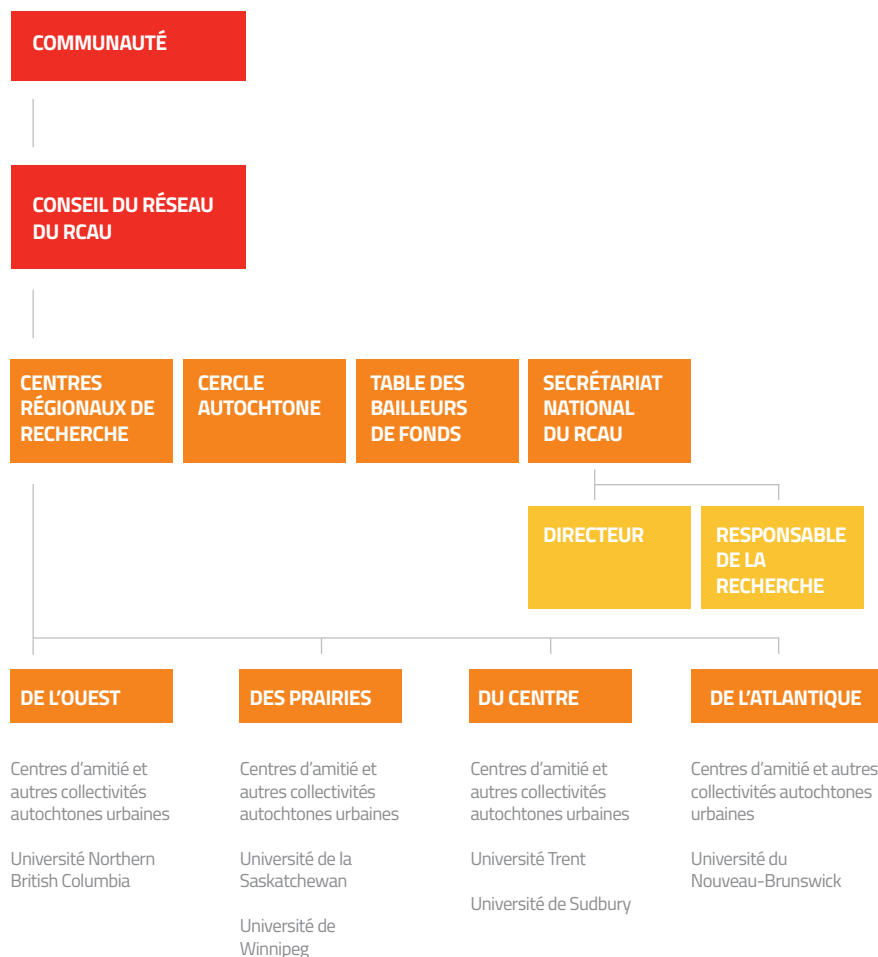 COMMUNAUTÉ
CONSEIL DU RÉSEAU
DU RCAU
CENTRES
RÉGIONAUX DE
RECHERCHE
CERCLE
AUTOCHTONE
TABLE DES
BAILLEURS
DE FONDS
SECRÉTARIAT
NATIONAL
DU RCAU
DIRECTEUR
RESPONSABLE
DE LA
RECHERCHE
DE L’OUEST
Centres d’amitié et
autres collectivités
autochtones urbaines
Université Northern
British Columbia
DES PRAIRIES
Centres d’amitié et
autres collectivités
autochtones urbaines
Université de la
Saskatchewan
Université de
Winnipeg
DU CENTRE
Centres d’amitié et
autres collectivités
autochtones urbaines
Université Trent
Université de Sudbury
DE L’ATLANTIQUE
Centres d’amitié et autres
collectivités autochtones
urbaines
Université du
Nouveau-Brunswick